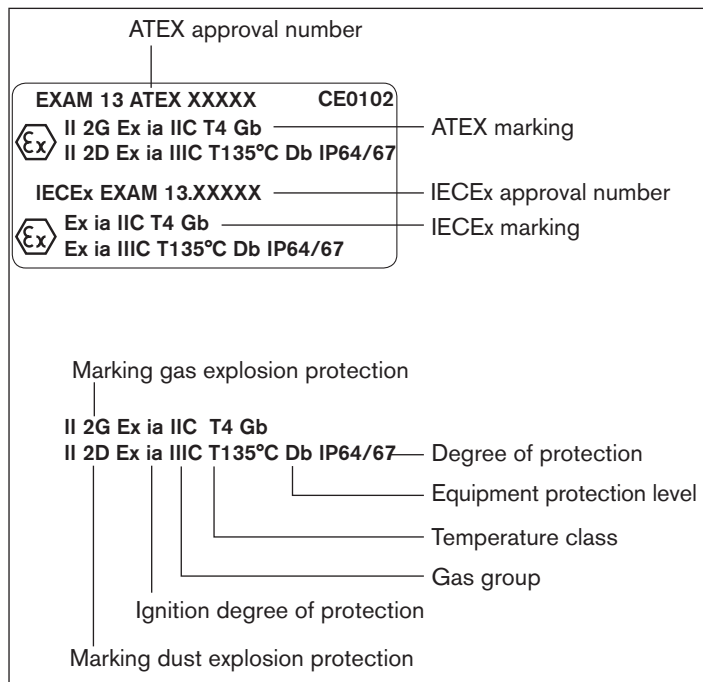 ATEX approval number
EXAM 13 ATEX XXXXX CE0102
Ex
II 2G Ex ia IIC T4 Gb
ATEX marking
II 2D Ex ia IIIC T135°C Db IP64/67
IECEx EXAM 13.XXXXX
IECEx approval number
Ex
Ex ia IIC T4 Gb
IECEx marking
Ex ia IIIC T135°C Db IP64/67
Marking gas explosion protection
II 2G Ex ia IIC T4 Gb
II 2D Ex ia IIIC T135°C Db IP64/67
Degree of protection
Equipment protection level
Temperature class
Gas group
Ignition degree of protection
Marking dust explosion protection